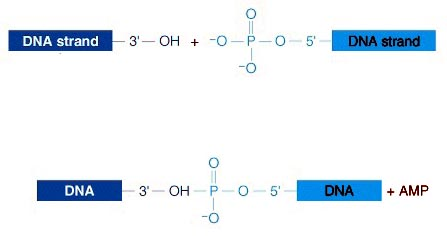 O
DNA strand — 3' — OH + ⁻O — P — O — 5' — DNA strand
⁻O
O
DNA — 3' — OH — P — O — 5' — DNA + AMP
⁻O